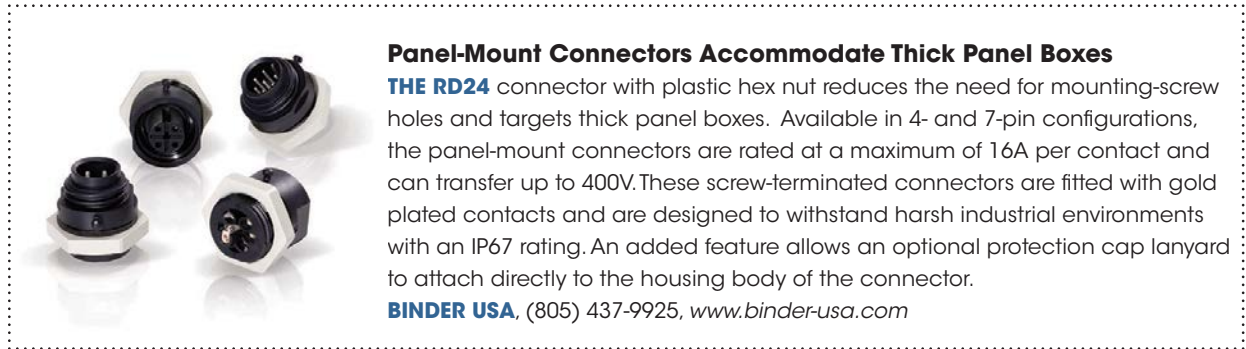 Panel-Mount Connectors Accommodate Thick Panel Boxes
THE RD24 connector with plastic hex nut reduces the need for mounting-screw
holes and targets thick panel boxes.  Available in 4- and 7-pin configurations,
the panel-mount connectors are rated at a maximum of 16A per contact and
can transfer up to 400V. These screw-terminated connectors are fitted with gold
plated contacts and are designed to withstand harsh industrial environments
with an IP67 rating. An added feature allows an optional protection cap lanyard
to attach directly to the housing body of the connector.
BINDER USA, (805) 437-9925, www.binder-usa.com